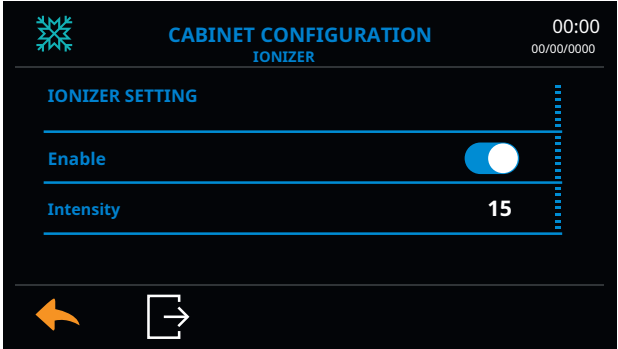 CABINET CONFIGURATION
00:00
IONIZER
00/00/0000
IONIZER SETTING
Enable
Intensity
15